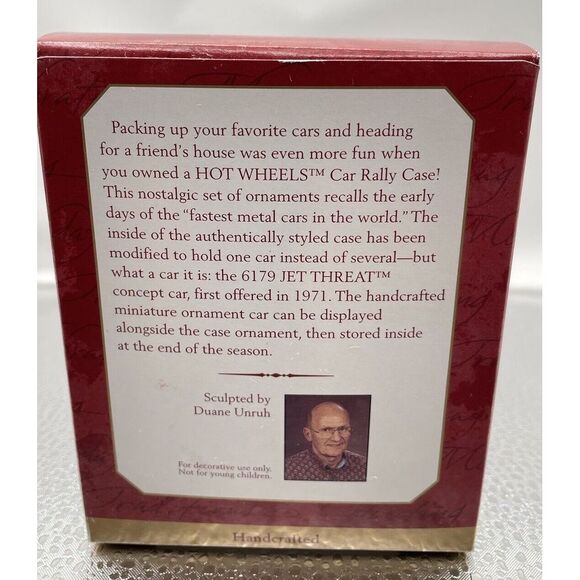 Packing up your favorite cars and heading
for a friend's house was even more fun when
you owned a HOT WHEELS™ Car Rally Case!
This nostalgic set of ornaments recalls the early
days of the "fastest metal cars in the world." The
inside of the authentically styled case has been
modified to hold one car instead of several—but
what a car it is: the 6179 JET THREAT™
concept car, first offered in 1971. The handcrafted
miniature ornament car can be displayed
alongside the case ornament, then stored inside
at the end of the season.
Sculpted by
Duane Unruh
For decorative use only.
Not for young children.
Handcrafted